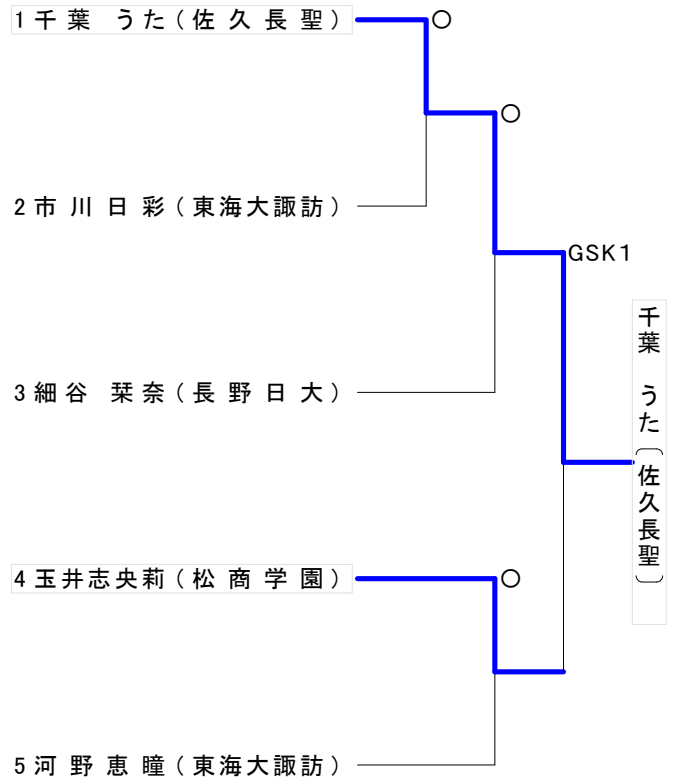 1 千葉 うた (佐久長聖) ○
○
2 市川日彩 (東海大諏訪)
GSK1
千葉 うた (佐久長聖)
3 細谷 栞奈 (長野日大)
4 玉井志央莉 (松商学園) ○
5 河野恵瞳 (東海大諏訪)